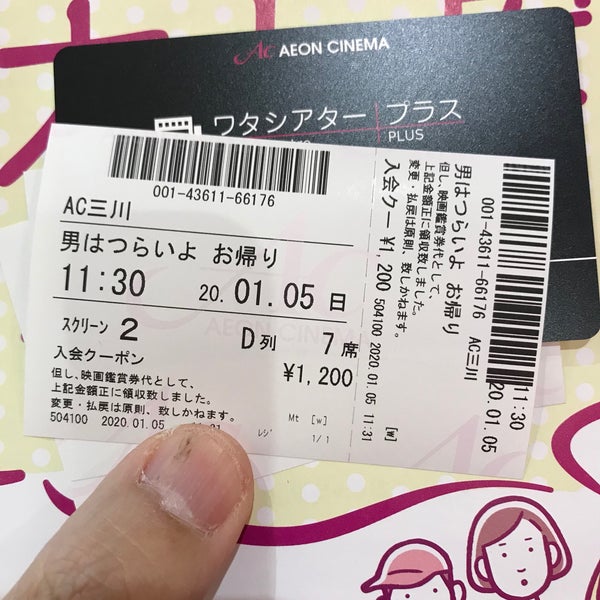 Ac AEON CINEMA
ワタシアター プラス
PLUS
001-43611-66176
AC三川
男はつらいよ お帰り
11:30 20.01.05 日
スクリーン 2 D列 7席
入会クーポン ¥1,200
但し、映画鑑賞券代として、
上記金額正に領収致しました。
変更・払戻は原則、致しかねます。
504100 2020.01.05 11:31 レジ Mt [w] 1/1
AEON CINEMA
001-43611-66176 AC三川
11:30
20.01.05
男はつらいよ お帰り
但し、映画鑑賞券代として、
上記金額正に領収致しました。
変更・払戻は原則、致しかねます。
入会クー ¥1,200 504100 2020.01.05 11:31 [w]